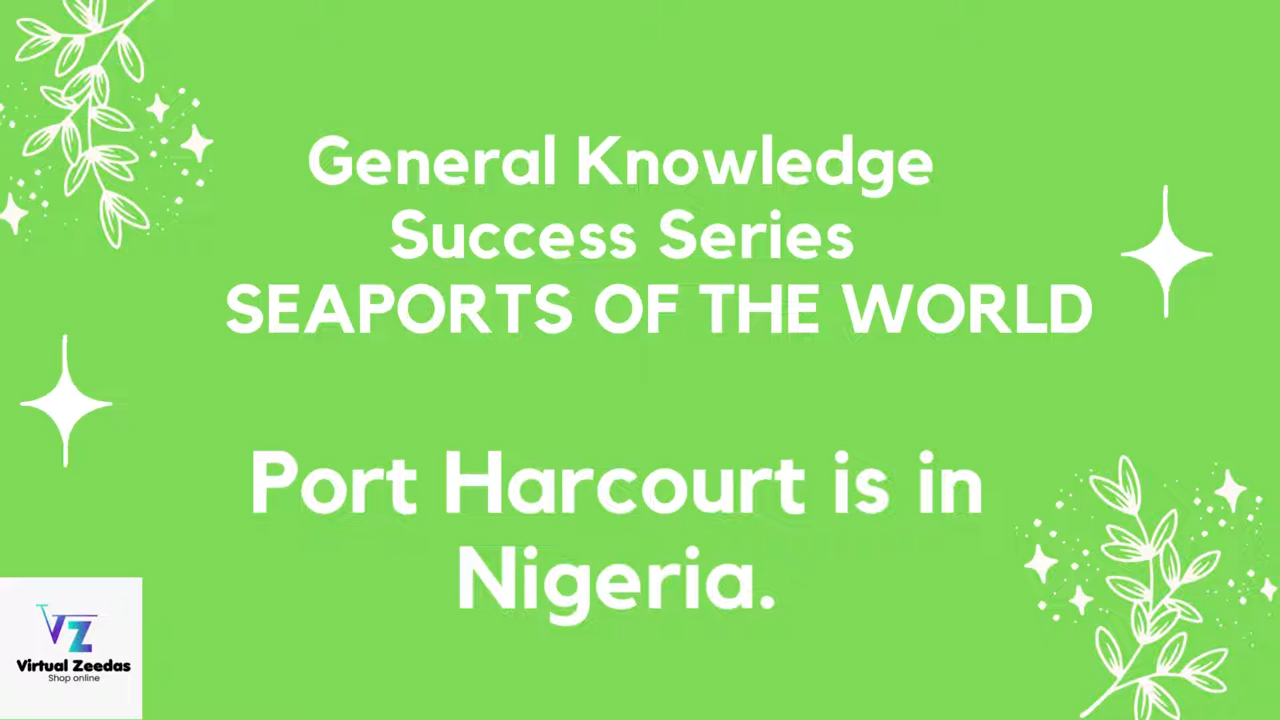 General Knowledge
Success Series
SEAPORTS OF THE WORLD
Port Harcourt is in
Nigeria.
VZ
Virtual Zeedas
Shop online